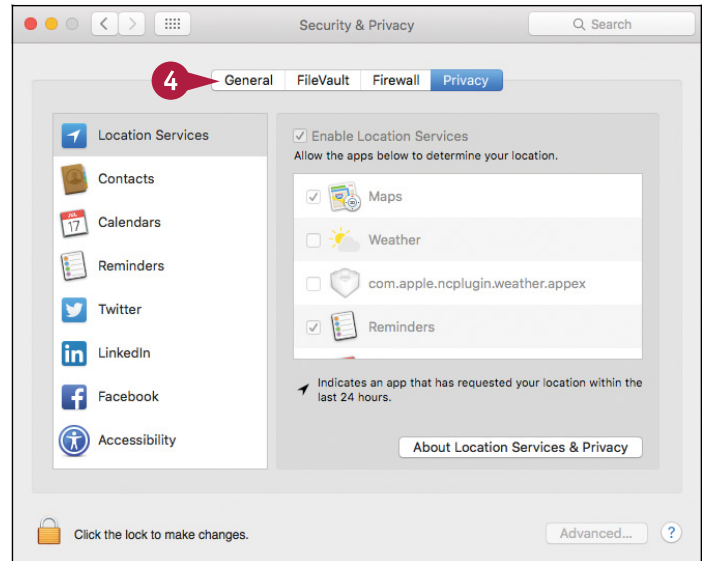 Security & Privacy
Search
4
General FileVault Firewall Privacy
Location Services
Contacts
JUL
17
Calendars
Reminders
Twitter
in
LinkedIn
f
Facebook
Accessibility
Enable Location Services
Allow the apps below to determine your location.
Maps
Weather
com.apple.ncplugin.weather.appex
Reminders
Indicates an app that has requested your location within the
last 24 hours.
About Location Services & Privacy
Click the lock to make changes.
Advanced...
?